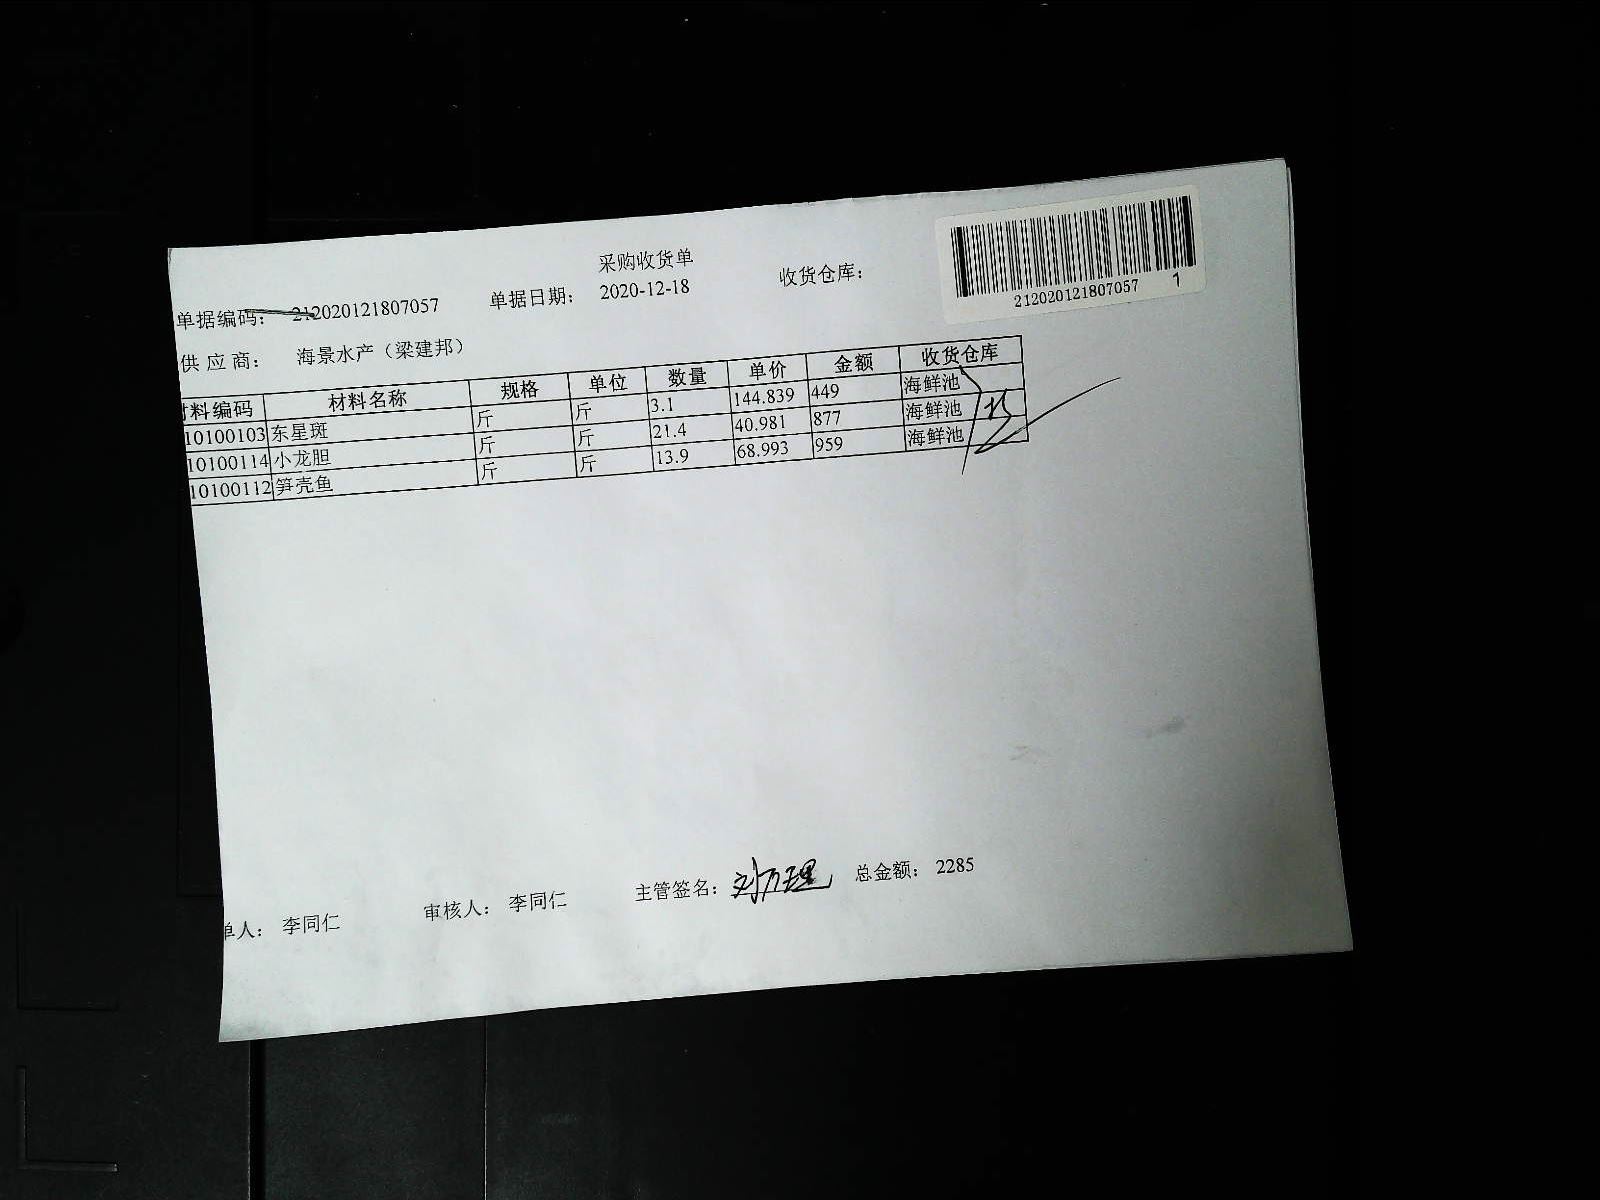 采购收货单
单据编码: 212020121807057 单据日期: 2020-12-18 收货仓库:
212020121807057 1
供应商: 海景水产（梁建邦）
材料编码 材料名称 规格 单位 数量 单价 金额 收货仓库
10100103 东星斑 斤 斤 3.1 144.839 449 海鲜池
10100114 小龙胆 斤 斤 21.4 40.981 877 海鲜池
10100112 笋壳鱼 斤 斤 13.9 68.993 959 海鲜池
单人: 李同仁 审核人: 李同仁 主管签名: 总金额: 2285